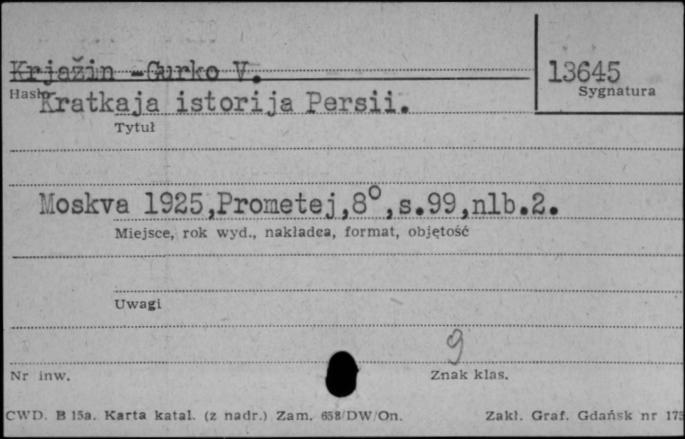 Krjažin -Gurko V.
13645
Hasło
Sygnatura
Kratkaja istorija Persii.
Tytuł
Moskva 1925,Prometej,8°,s.99,nlb.2.
Miejsce, rok wyd., nakładca, format, objętość
Uwagi
9
Nr inw.
Znak klas.
CWD. B 15a. Karta katal. (z nadr.) Zam. 658/DW/On.
Zakł. Graf. Gdańsk nr 175